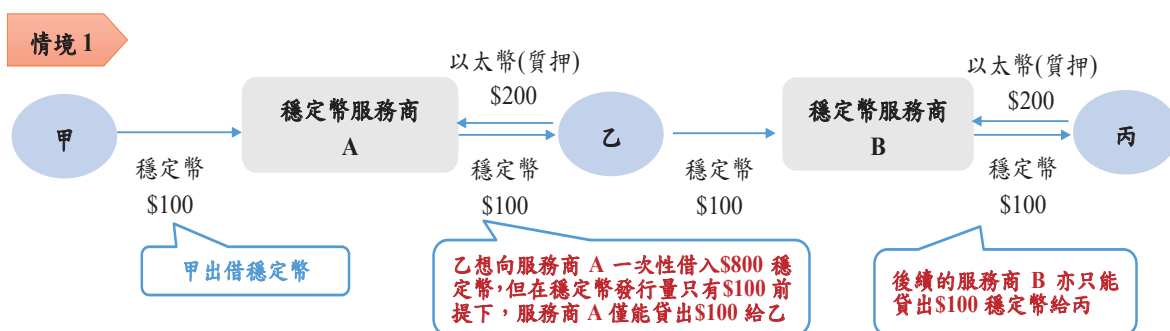 情境 1
以太幣(質押)
$200
以太幣(質押)
$200
甲
穩定幣服務商
A
乙
穩定幣服務商
B
丙
穩定幣
$100
穩定幣
$100
穩定幣
$100
穩定幣
$100
甲出借穩定幣
乙想向服務商 A 一次性借入$800 穩
定幣,但在穩定幣發行量只有$100 前
提下，服務商 A 僅能貸出$100 給乙
後續的服務商 B 亦只能
貸出$100 穩定幣給丙